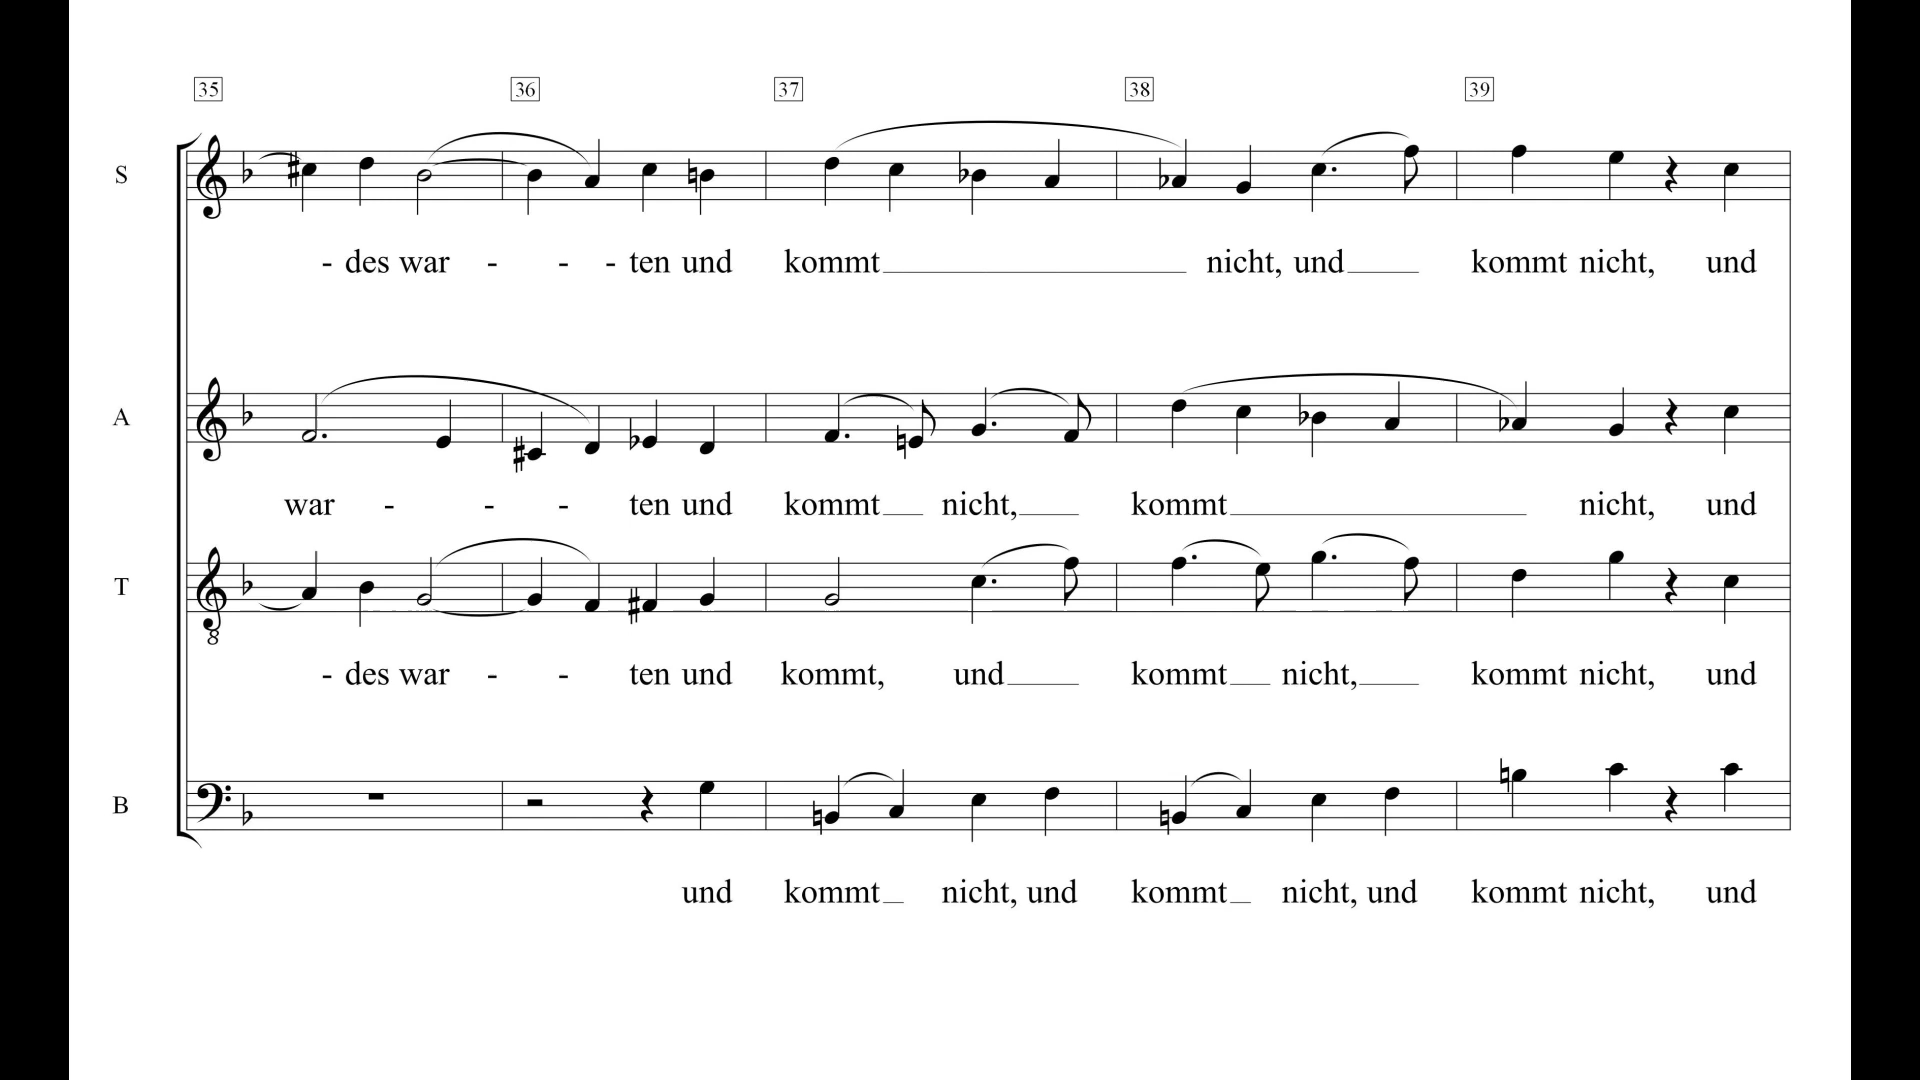 35 36 37 38 39
S
- des war - - - ten und kommt nicht, und kommt nicht, und
A
war - - - ten und kommt nicht, kommt nicht, und
T
8
- des war - - ten und kommt, und kommt nicht, kommt nicht, und
B
und kommt nicht, und kommt nicht, und kommt nicht, und